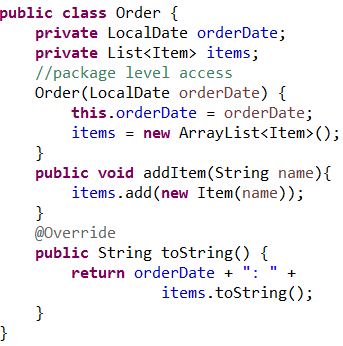 public class Order {
    private LocalDate orderDate;
    private List<Item> items;
    //package level access
    Order(LocalDate orderDate) {
        this.orderDate = orderDate;
        items = new ArrayList<Item>();
    }
    public void addItem(String name){
        items.add(new Item(name));
    }
    @Override
    public String toString() {
        return orderDate + ": " +
                  items.toString();
    }
}